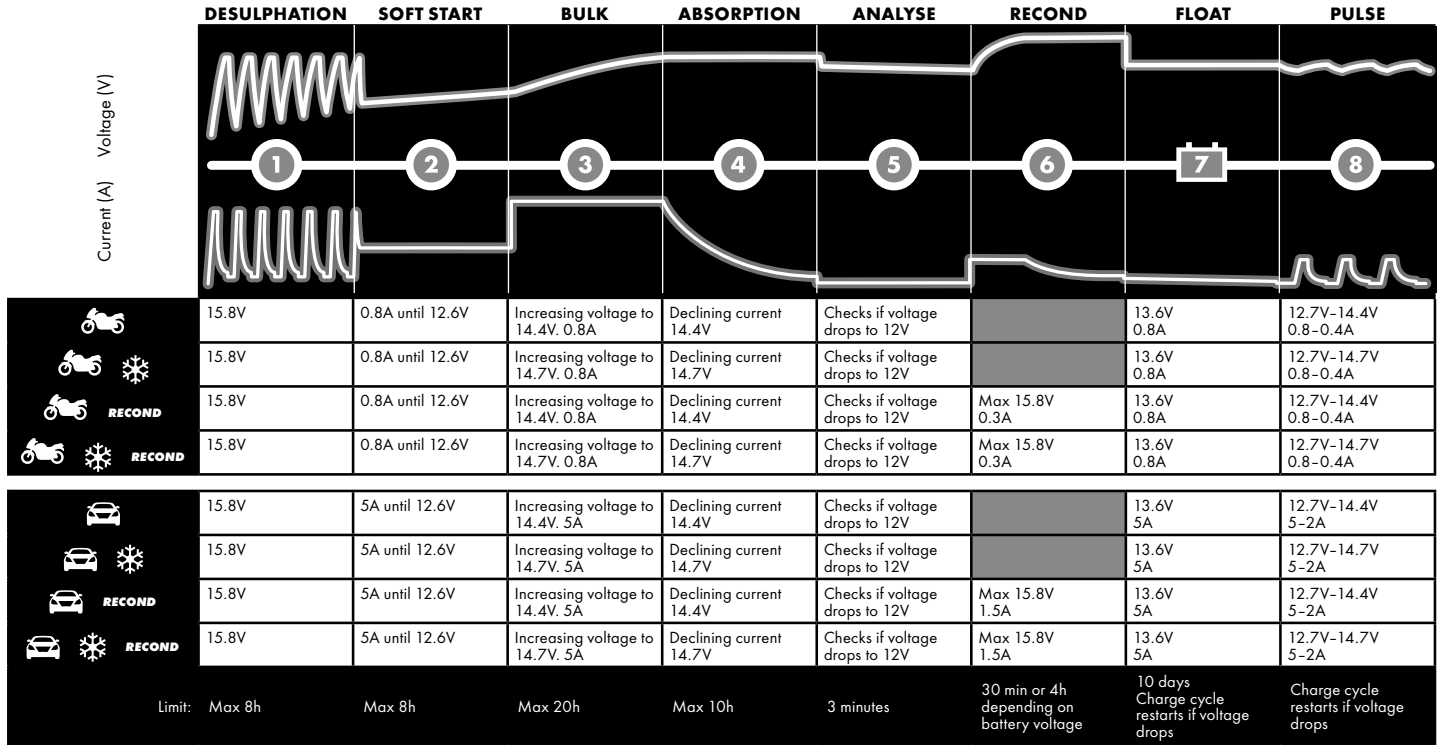 DESULPHATION SOFT START BULK ABSORPTION ANALYSE RECOND FLOAT PULSE
Voltage (V)
Current (A)
1 2 3 4 5 6 7 8
15.8V 0.8A until 12.6V Increasing voltage to Declining current Checks if voltage 13.6V 12.7V–14.4V
14.4V. 0.8A 14.4V drops to 12V 0.8A 0.8–0.4A
15.8V 0.8A until 12.6V Increasing voltage to Declining current Checks if voltage 13.6V 12.7V–14.7V
14.7V. 0.8A 14.7V drops to 12V 0.8A 0.8–0.4A
RECOND 15.8V 0.8A until 12.6V Increasing voltage to Declining current Checks if voltage Max 15.8V 13.6V 12.7V–14.4V
14.4V. 0.8A 14.4V drops to 12V 0.3A 0.8A 0.8–0.4A
RECOND 15.8V 0.8A until 12.6V Increasing voltage to Declining current Checks if voltage Max 15.8V 13.6V 12.7V–14.7V
14.7V. 0.8A 14.7V drops to 12V 0.3A 0.8A 0.8–0.4A
15.8V 5A until 12.6V Increasing voltage to Declining current Checks if voltage 13.6V 12.7V–14.4V
14.4V. 5A 14.4V drops to 12V 5A 5–2A
15.8V 5A until 12.6V Increasing voltage to Declining current Checks if voltage 13.6V 12.7V–14.7V
14.7V. 5A 14.7V drops to 12V 5A 5–2A
RECOND 15.8V 5A until 12.6V Increasing voltage to Declining current Checks if voltage Max 15.8V 13.6V 12.7V–14.4V
14.4V. 5A 14.4V drops to 12V 1.5A 5A 5–2A
RECOND 15.8V 5A until 12.6V Increasing voltage to Declining current Checks if voltage Max 15.8V 13.6V 12.7V–14.7V
14.7V. 5A 14.7V drops to 12V 1.5A 5A 5–2A
Limit: Max 8h Max 8h Max 20h Max 10h 3 minutes
30 min or 4h
depending on
battery voltage
10 days
Charge cycle
restarts if voltage
drops
Charge cycle
restarts if voltage
drops